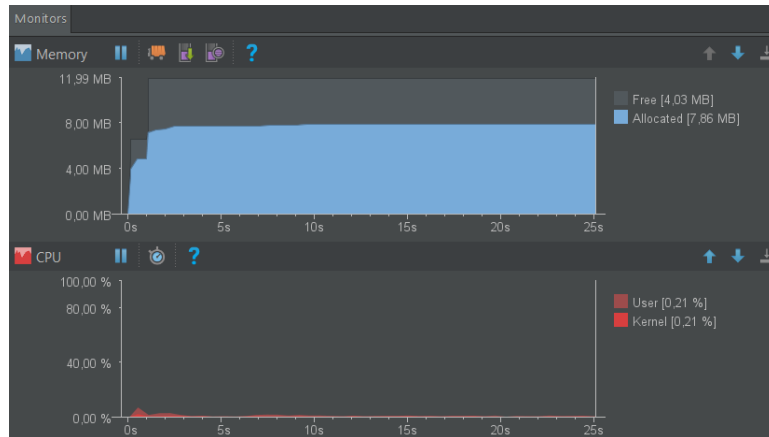 Monitors
Memory ?
11,99 MB
8,00 MB
4,00 MB
0,00 MB
0s 5s 10s 15s 20s 25s
Free [4,03 MB]
Allocated [7,86 MB]
CPU ?
100,00 %
80,00 %
40,00 %
0,00 %
0s 5s 10s 15s 20s 25s
User [0,21 %]
Kernel [0,21 %]